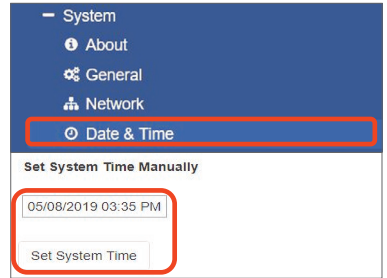 System
About
General
Network
Date & Time
Set System Time Manually
05/08/2019 03:35 PM
Set System Time